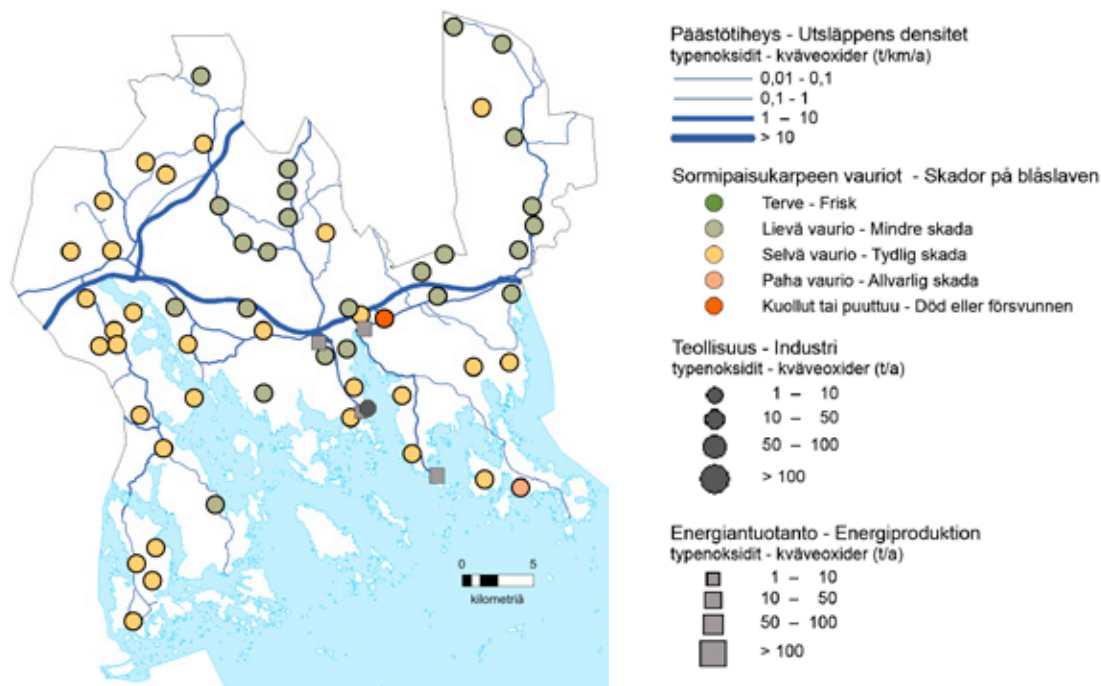 Päästötiheys - Utsläppens densitet
typenoksidit - kväveoxider (t/km/a)
0,01 - 0,1
0,1 - 1
1 – 10
> 10
Sormipaisukarpeen vauriot - Skador på blåslaven
Terve - Frisk
Lievä vaurio - Mindre skada
Selvä vaurio - Tydlig skada
Paha vaurio - Allvarlig skada
Kuollut tai puuttuu - Död eller försvunnen
Teollisuus - Industri
typenoksidit - kväveoxider (t/a)
1 – 10
10 – 50
50 – 100
> 100
Energiantuotanto - Energiproduktion
typenoksidit - kväveoxider (t/a)
1 – 10
10 – 50
50 – 100
> 100
0 5
kilometriä